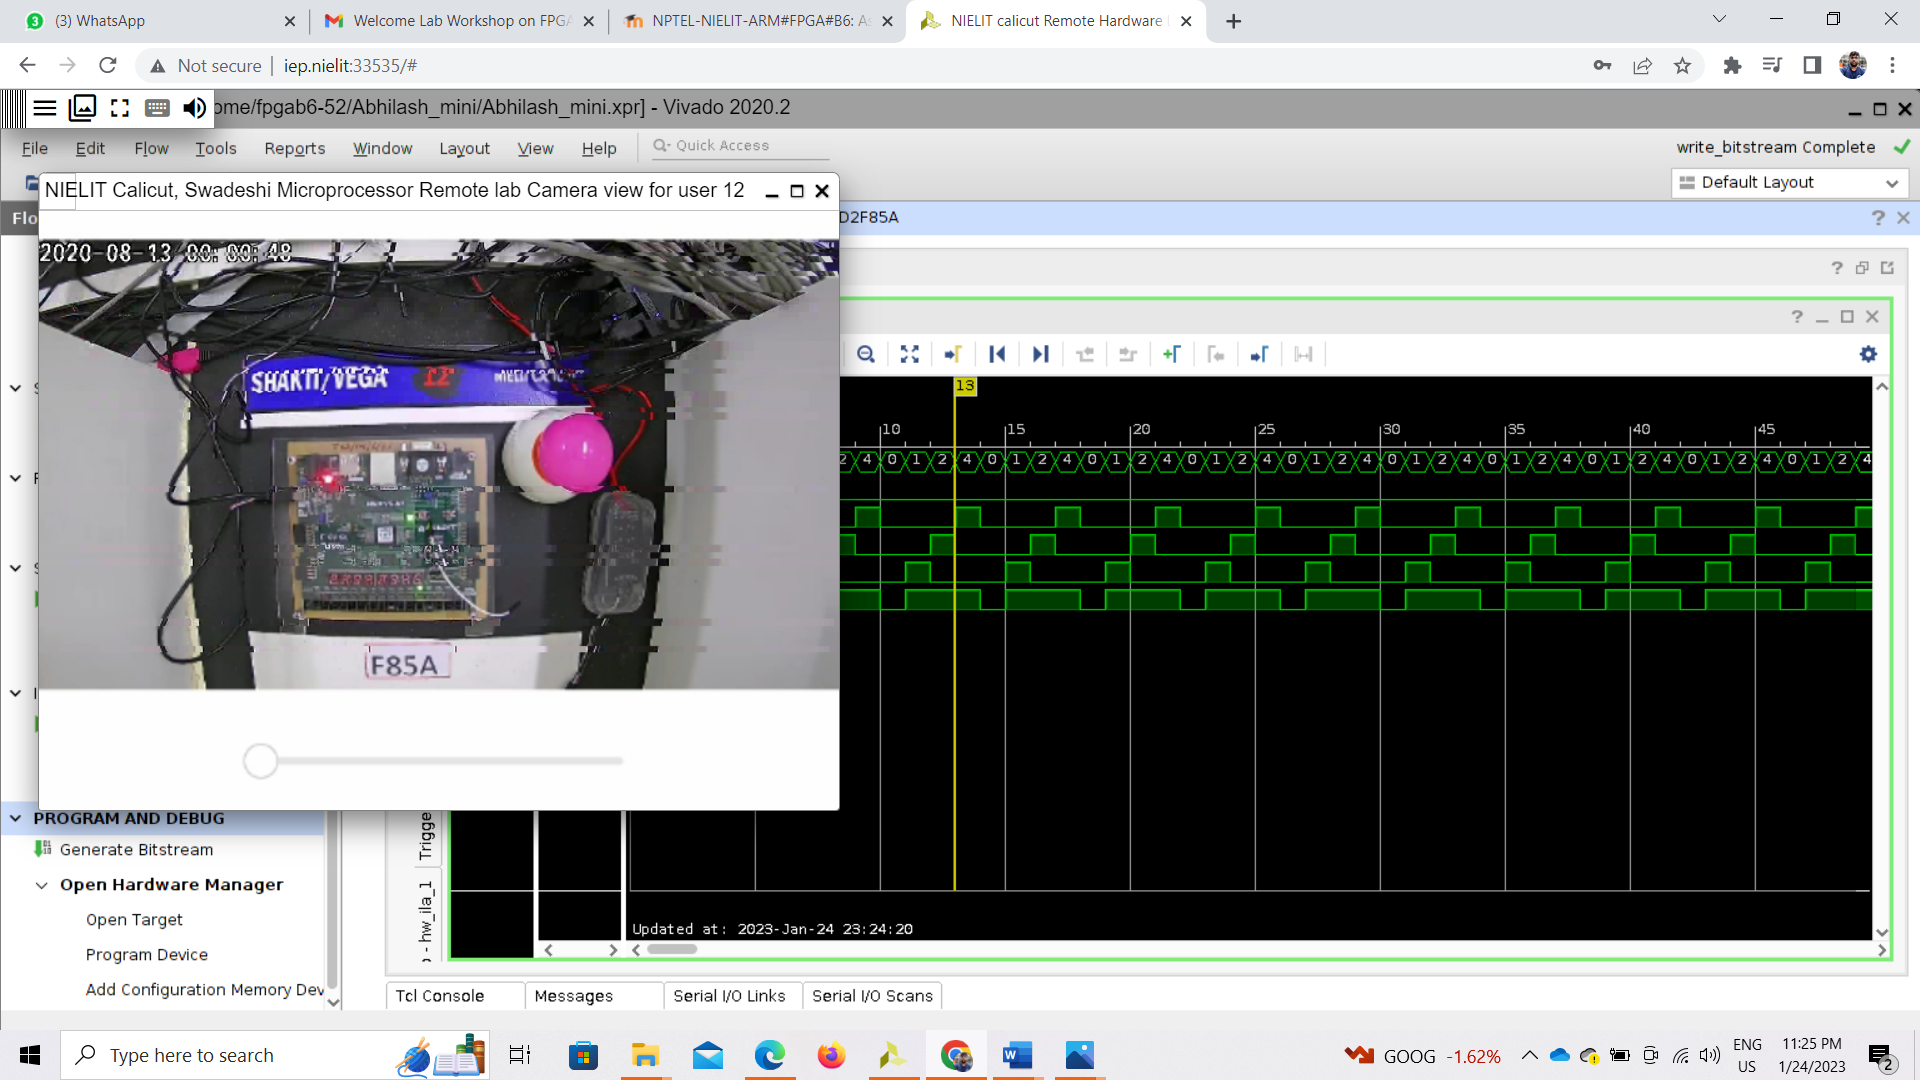 (3) WhatsApp
Welcome Lab Workshop on FPGA
NPTEL-NIELIT-ARM#FPGA#B6: As
NIELIT calicut Remote Hardware
Not secure | iep.nielit:33535/#
ome/fpgab6-52/Abhilash_mini/Abhilash_mini.xpr] - Vivado 2020.2
File Edit Flow Tools Reports Window Layout View Help Quick Access
write_bitstream Complete
Default Layout
NIELIT Calicut, Swadeshi Microprocessor Remote lab Camera view for user 12
Flo
D2F85A
2020-08-13 00:00:48
SHAKTI/VEGA 12
F85A
13
10 15 20 25 30 35 40 45
2 4 0 1 2 4 0 1 2 4 0 1 2 4 0 1 2 4 0 1 2 4 0 1 2 4 0 1 2 4 0 1 2 4 0 1 2 4 0 1 2 4
PROGRAM AND DEBUG
Generate Bitstream
Open Hardware Manager
Open Target
Program Device
Add Configuration Memory Dev
Trigge
- hw_ila_1
Updated at: 2023-Jan-24 23:24:20
Tcl Console Messages Serial I/O Links Serial I/O Scans
Type here to search
GOOG -1.62%
ENG
US
11:25 PM
1/24/2023
2